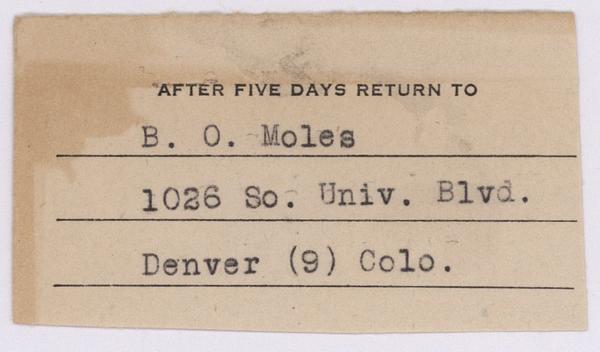 AFTER FIVE DAYS RETURN TO
B. O. Moles
1026 So. Univ. Blvd.
Denver (9) Colo.